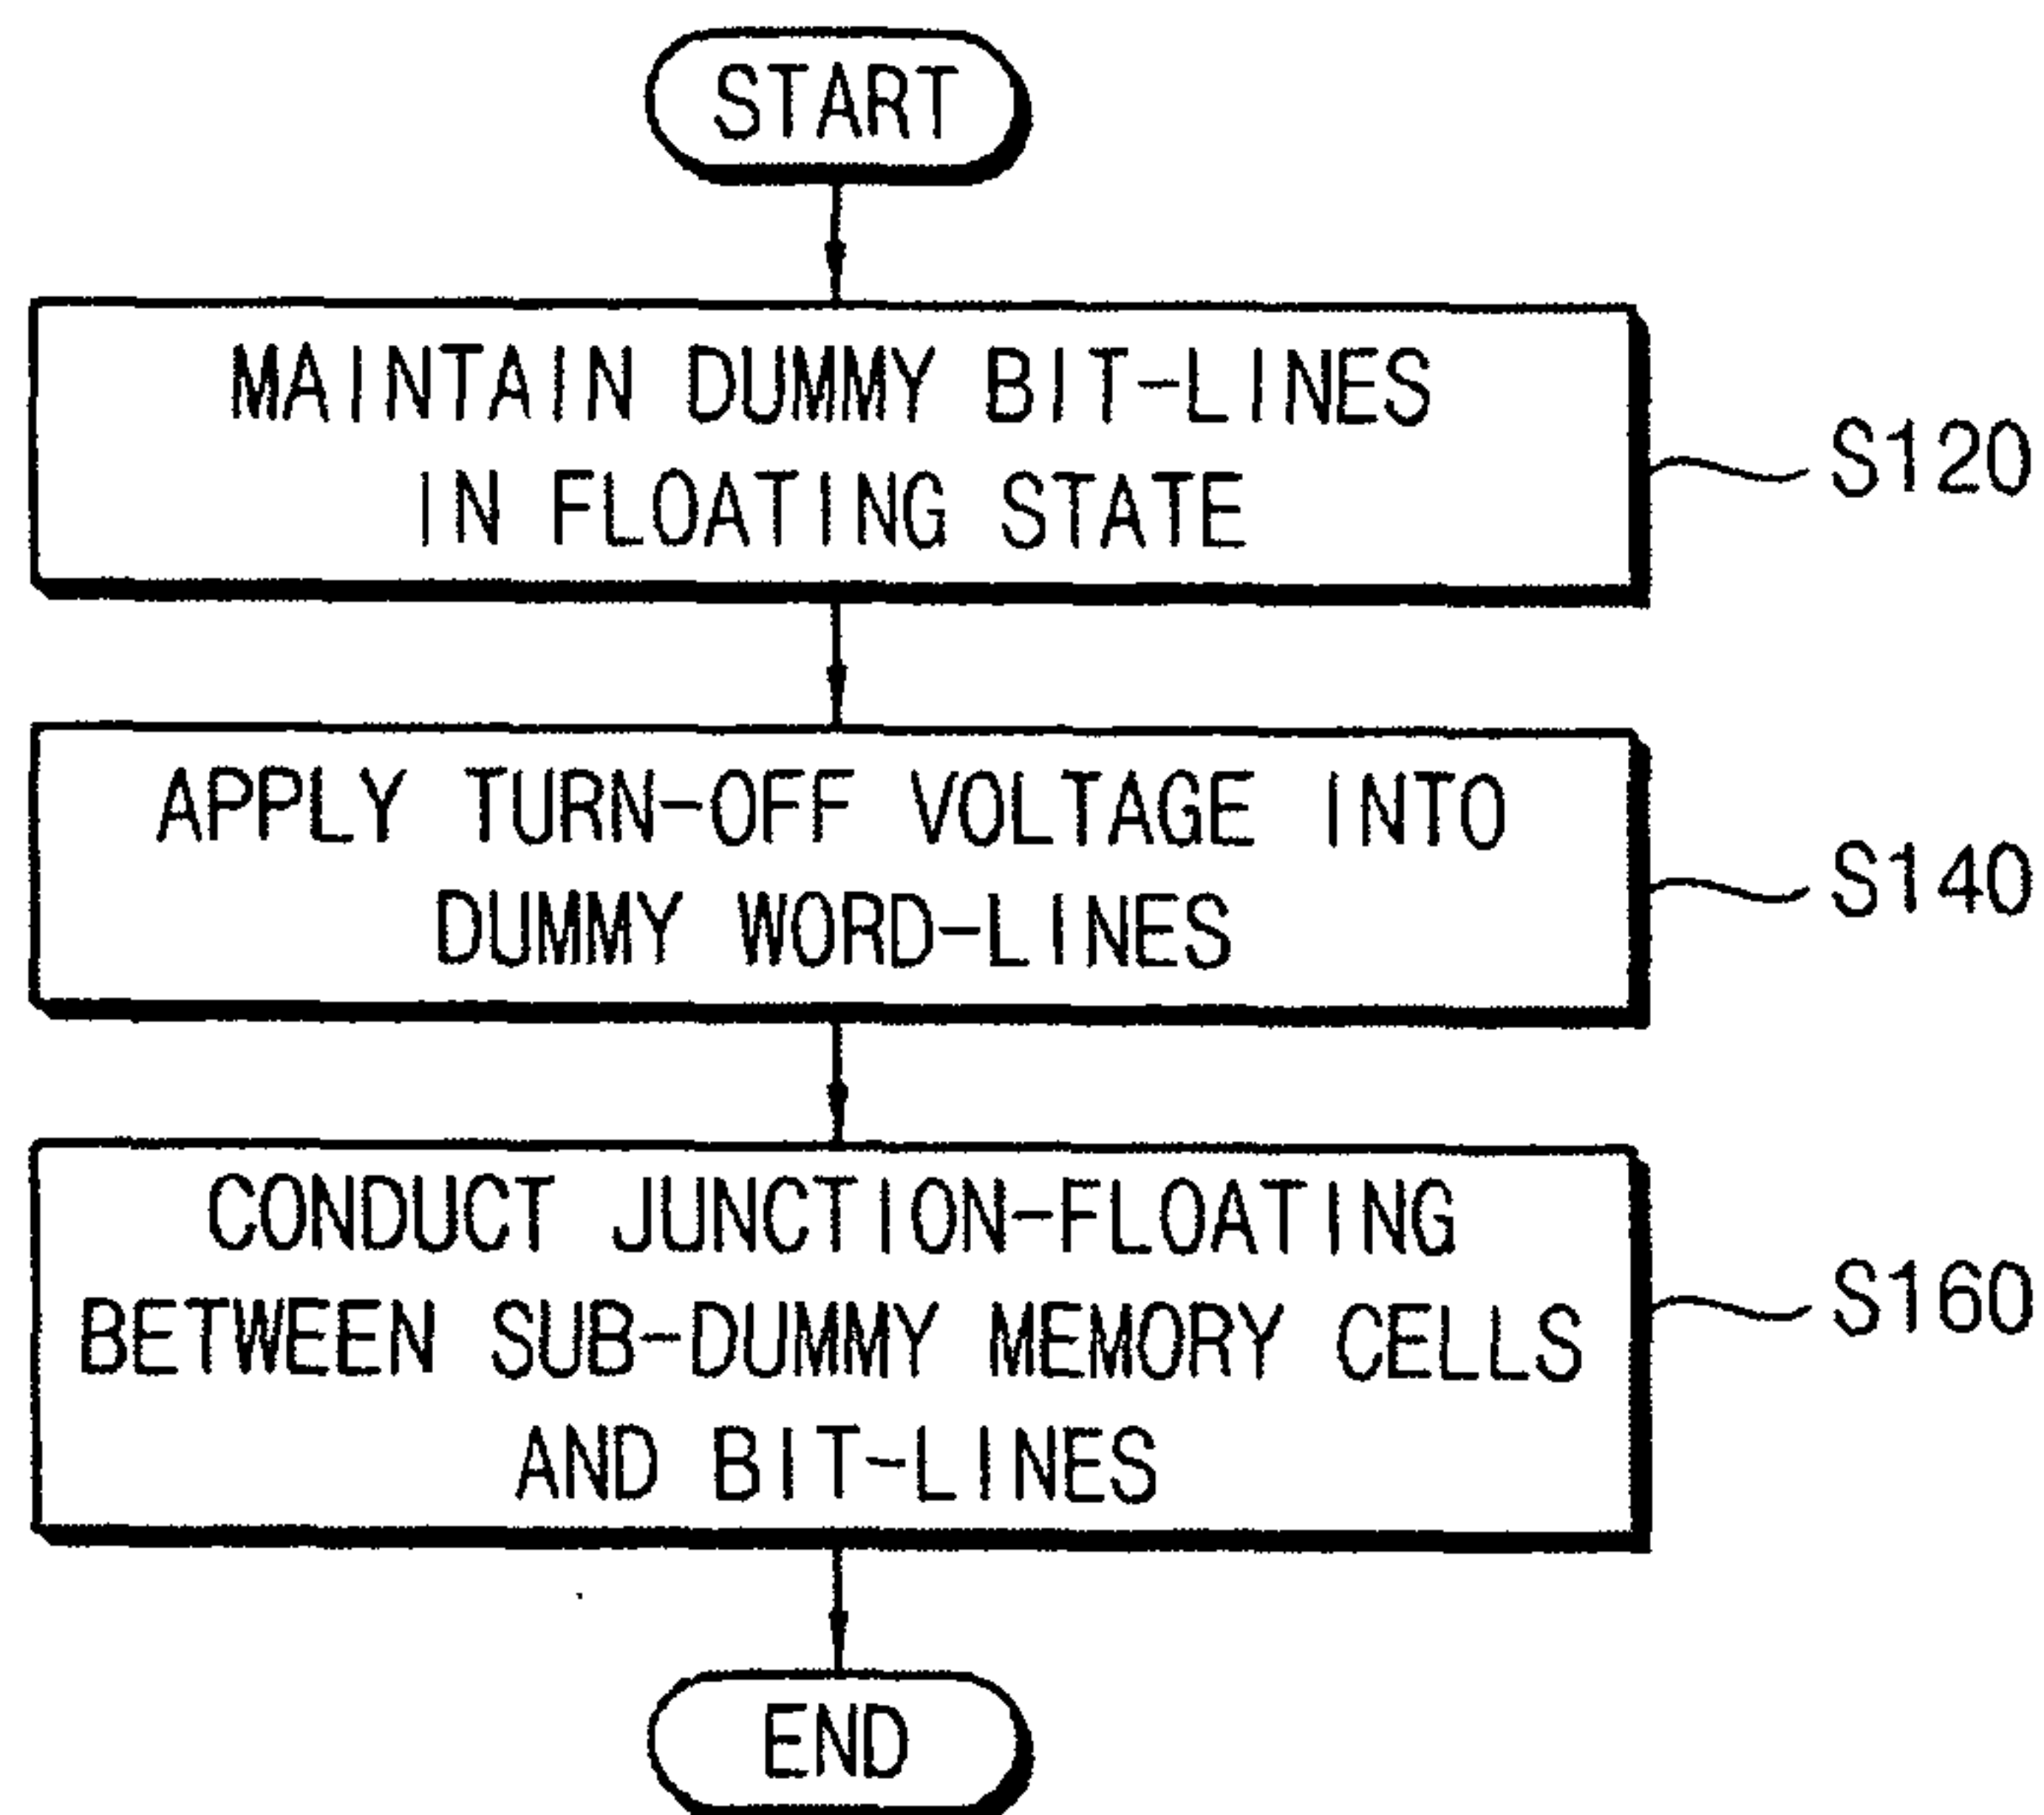 START
MAINTAIN DUMMY BIT-LINES
IN FLOATING STATE
S120
APPLY TURN-OFF VOLTAGE INTO
DUMMY WORD-LINES
S140
CONDUCT JUNCTION-FLOATING
BETWEEN SUB-DUMMY MEMORY CELLS
AND BIT-LINES
S160
END